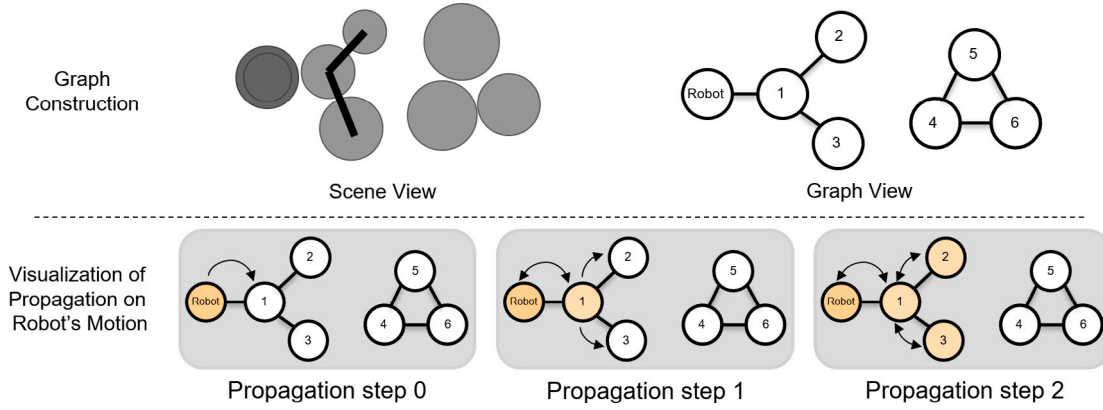 Graph
Construction
2
5
Robot
1
4
6
3
Scene View
Graph View
Visualization of
Propagation on
Robot's Motion
2
5
Robot
1
4
6
3
2
5
Robot
1
4
6
3
2
5
Robot
1
4
6
3
Propagation step 0
Propagation step 1
Propagation step 2